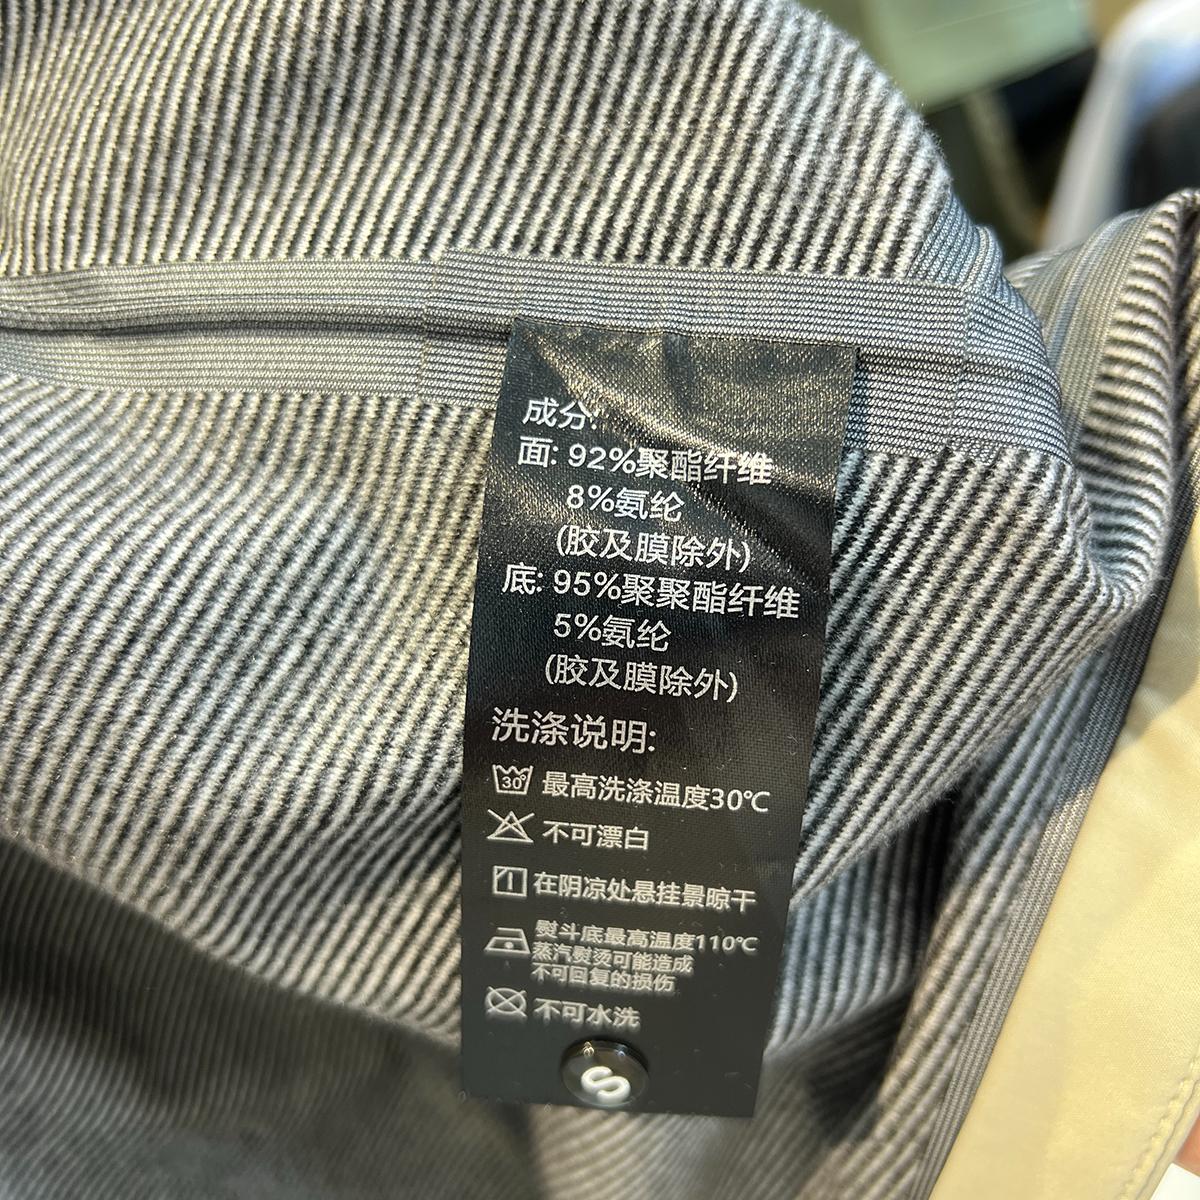 成分:
面: 92%聚酯纤维
8%氨纶
(胶及膜除外)
底: 95%聚聚酯纤维
5%氨纶
(胶及膜除外)
洗涤说明:
30° 最高洗涤温度30℃
不可漂白
在阴凉处悬挂景晾干
熨斗底最高温度110℃
蒸汽熨烫可能造成
不可回复的损伤
不可水洗
S